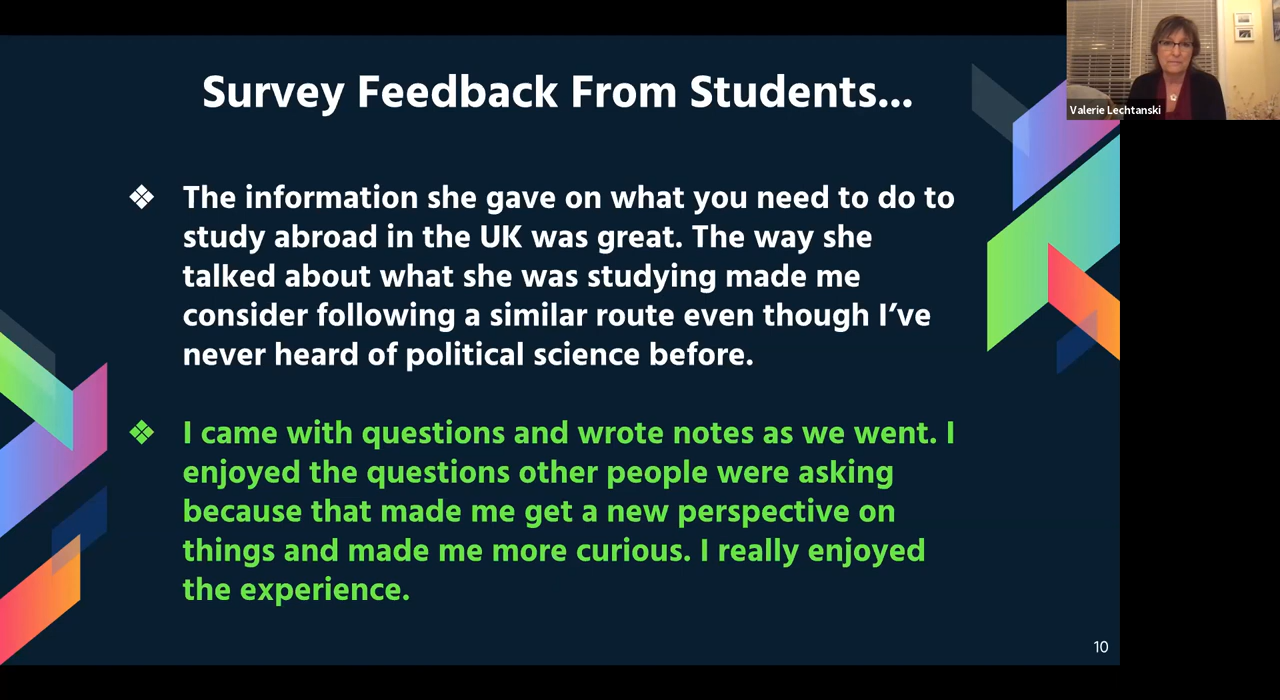 Survey Feedback From Students...
Valerie Lechtanski
❖ The information she gave on what you need to do to
study abroad in the UK was great. The way she
talked about what she was studying made me
consider following a similar route even though I’ve
never heard of political science before.
❖ I came with questions and wrote notes as we went. I
enjoyed the questions other people were asking
because that made me get a new perspective on
things and made me more curious. I really enjoyed
the experience.
10